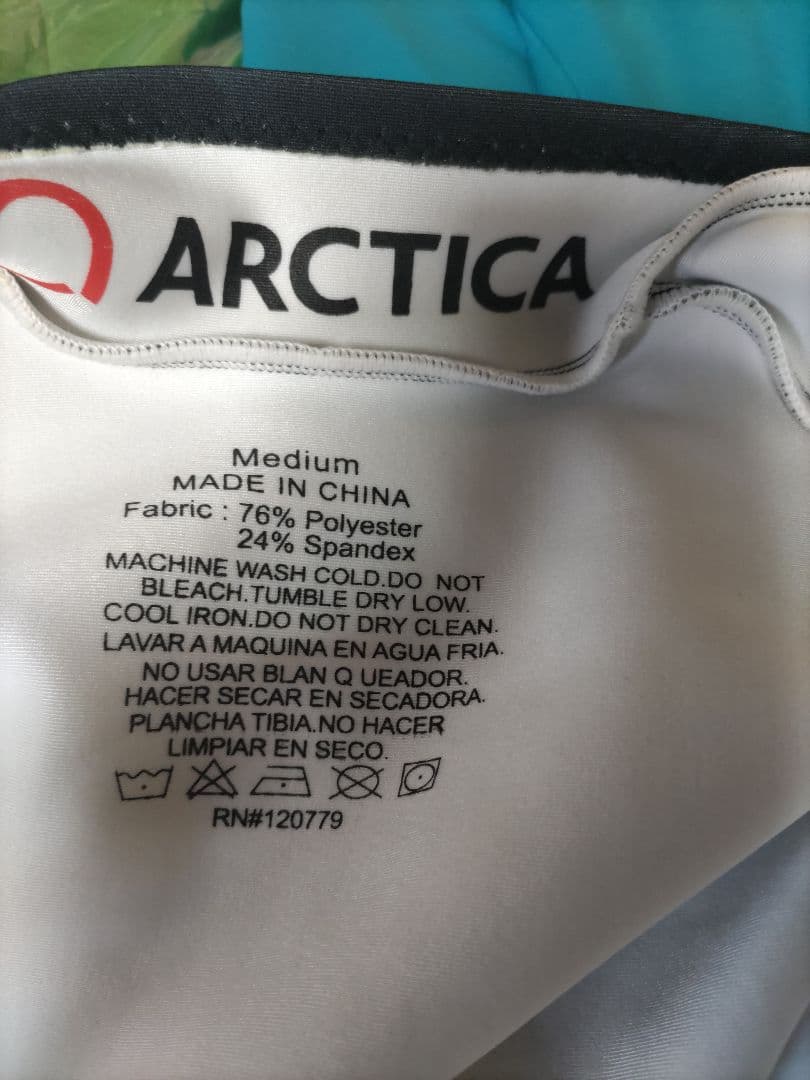 ARCTICA
Medium
MADE IN CHINA
Fabric : 76% Polyester
24% Spandex
MACHINE WASH COLD.DO NOT
BLEACH.TUMBLE DRY LOW.
COOL IRON.DO NOT DRY CLEAN.
LAVAR A MAQUINA EN AGUA FRIA.
NO USAR BLAN Q UEADOR.
HACER SECAR EN SECADORA.
PLANCHA TIBIA.NO HACER
LIMPIAR EN SECO.
RN#120779